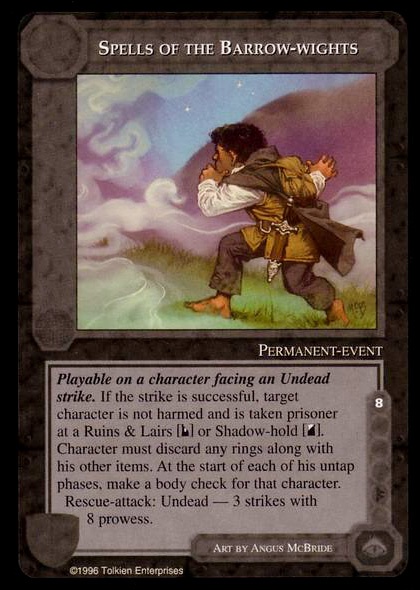 SPELLS OF THE BARROW-WIGHTS
PERMANENT-EVENT
Playable on a character facing an Undead
strike. If the strike is successful, target
character is not harmed and is taken prisoner
at a Ruins & Lairs [] or Shadow-hold [].
Character must discard any rings along with
his other items. At the start of each of his untap
phases, make a body check for that character.
Rescue-attack: Undead — 3 strikes with
8 prowess.
8
ART BY ANGUS MCBRIDE
©1996 Tolkien Enterprises